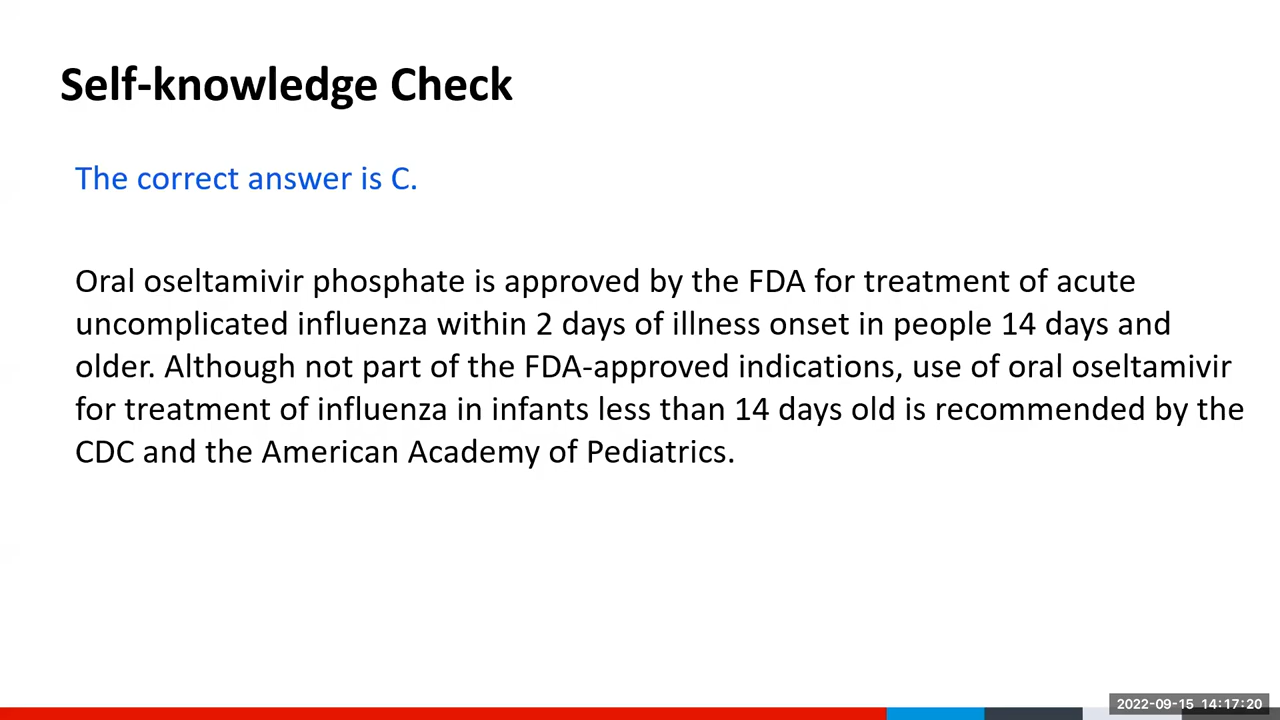 Self-knowledge Check
The correct answer is C.
Oral oseltamivir phosphate is approved by the FDA for treatment of acute
uncomplicated influenza within 2 days of illness onset in people 14 days and
older. Although not part of the FDA-approved indications, use of oral oseltamivir
for treatment of influenza in infants less than 14 days old is recommended by the
CDC and the American Academy of Pediatrics.
2022-09-15 14:17:20